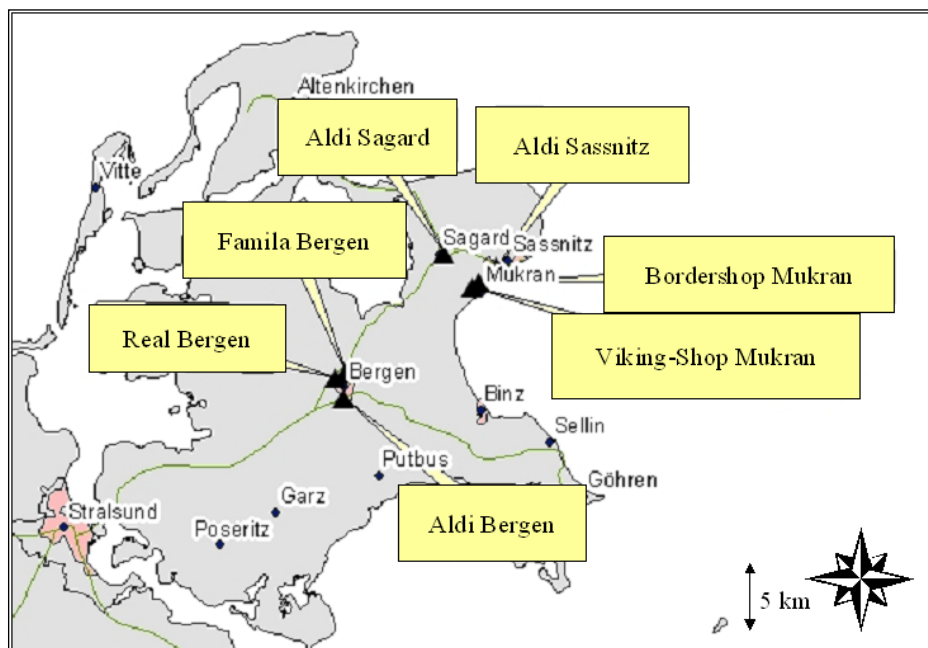 Altenkirchen
Aldi Sagard
Aldi Sassnitz
Vitte
Famila Bergen
Sagard
Sassnitz
Mukran
Bordershop Mukran
Real Bergen
Viking-Shop Mukran
Bergen
Binz
Sellin
Putbus
Göhren
Garz
Stralsund
Poseritz
Aldi Bergen
5 km